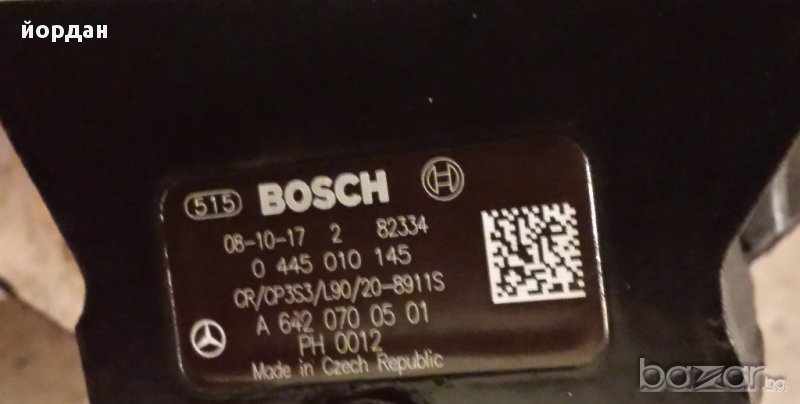 йордан
515 BOSCH
08-10-17 2 82334
0 445 010 145
CR/CP3S3/L90/20-8911S
A 642 070 05 01
PH 0012
Made in Czech Republic
bazar.bg